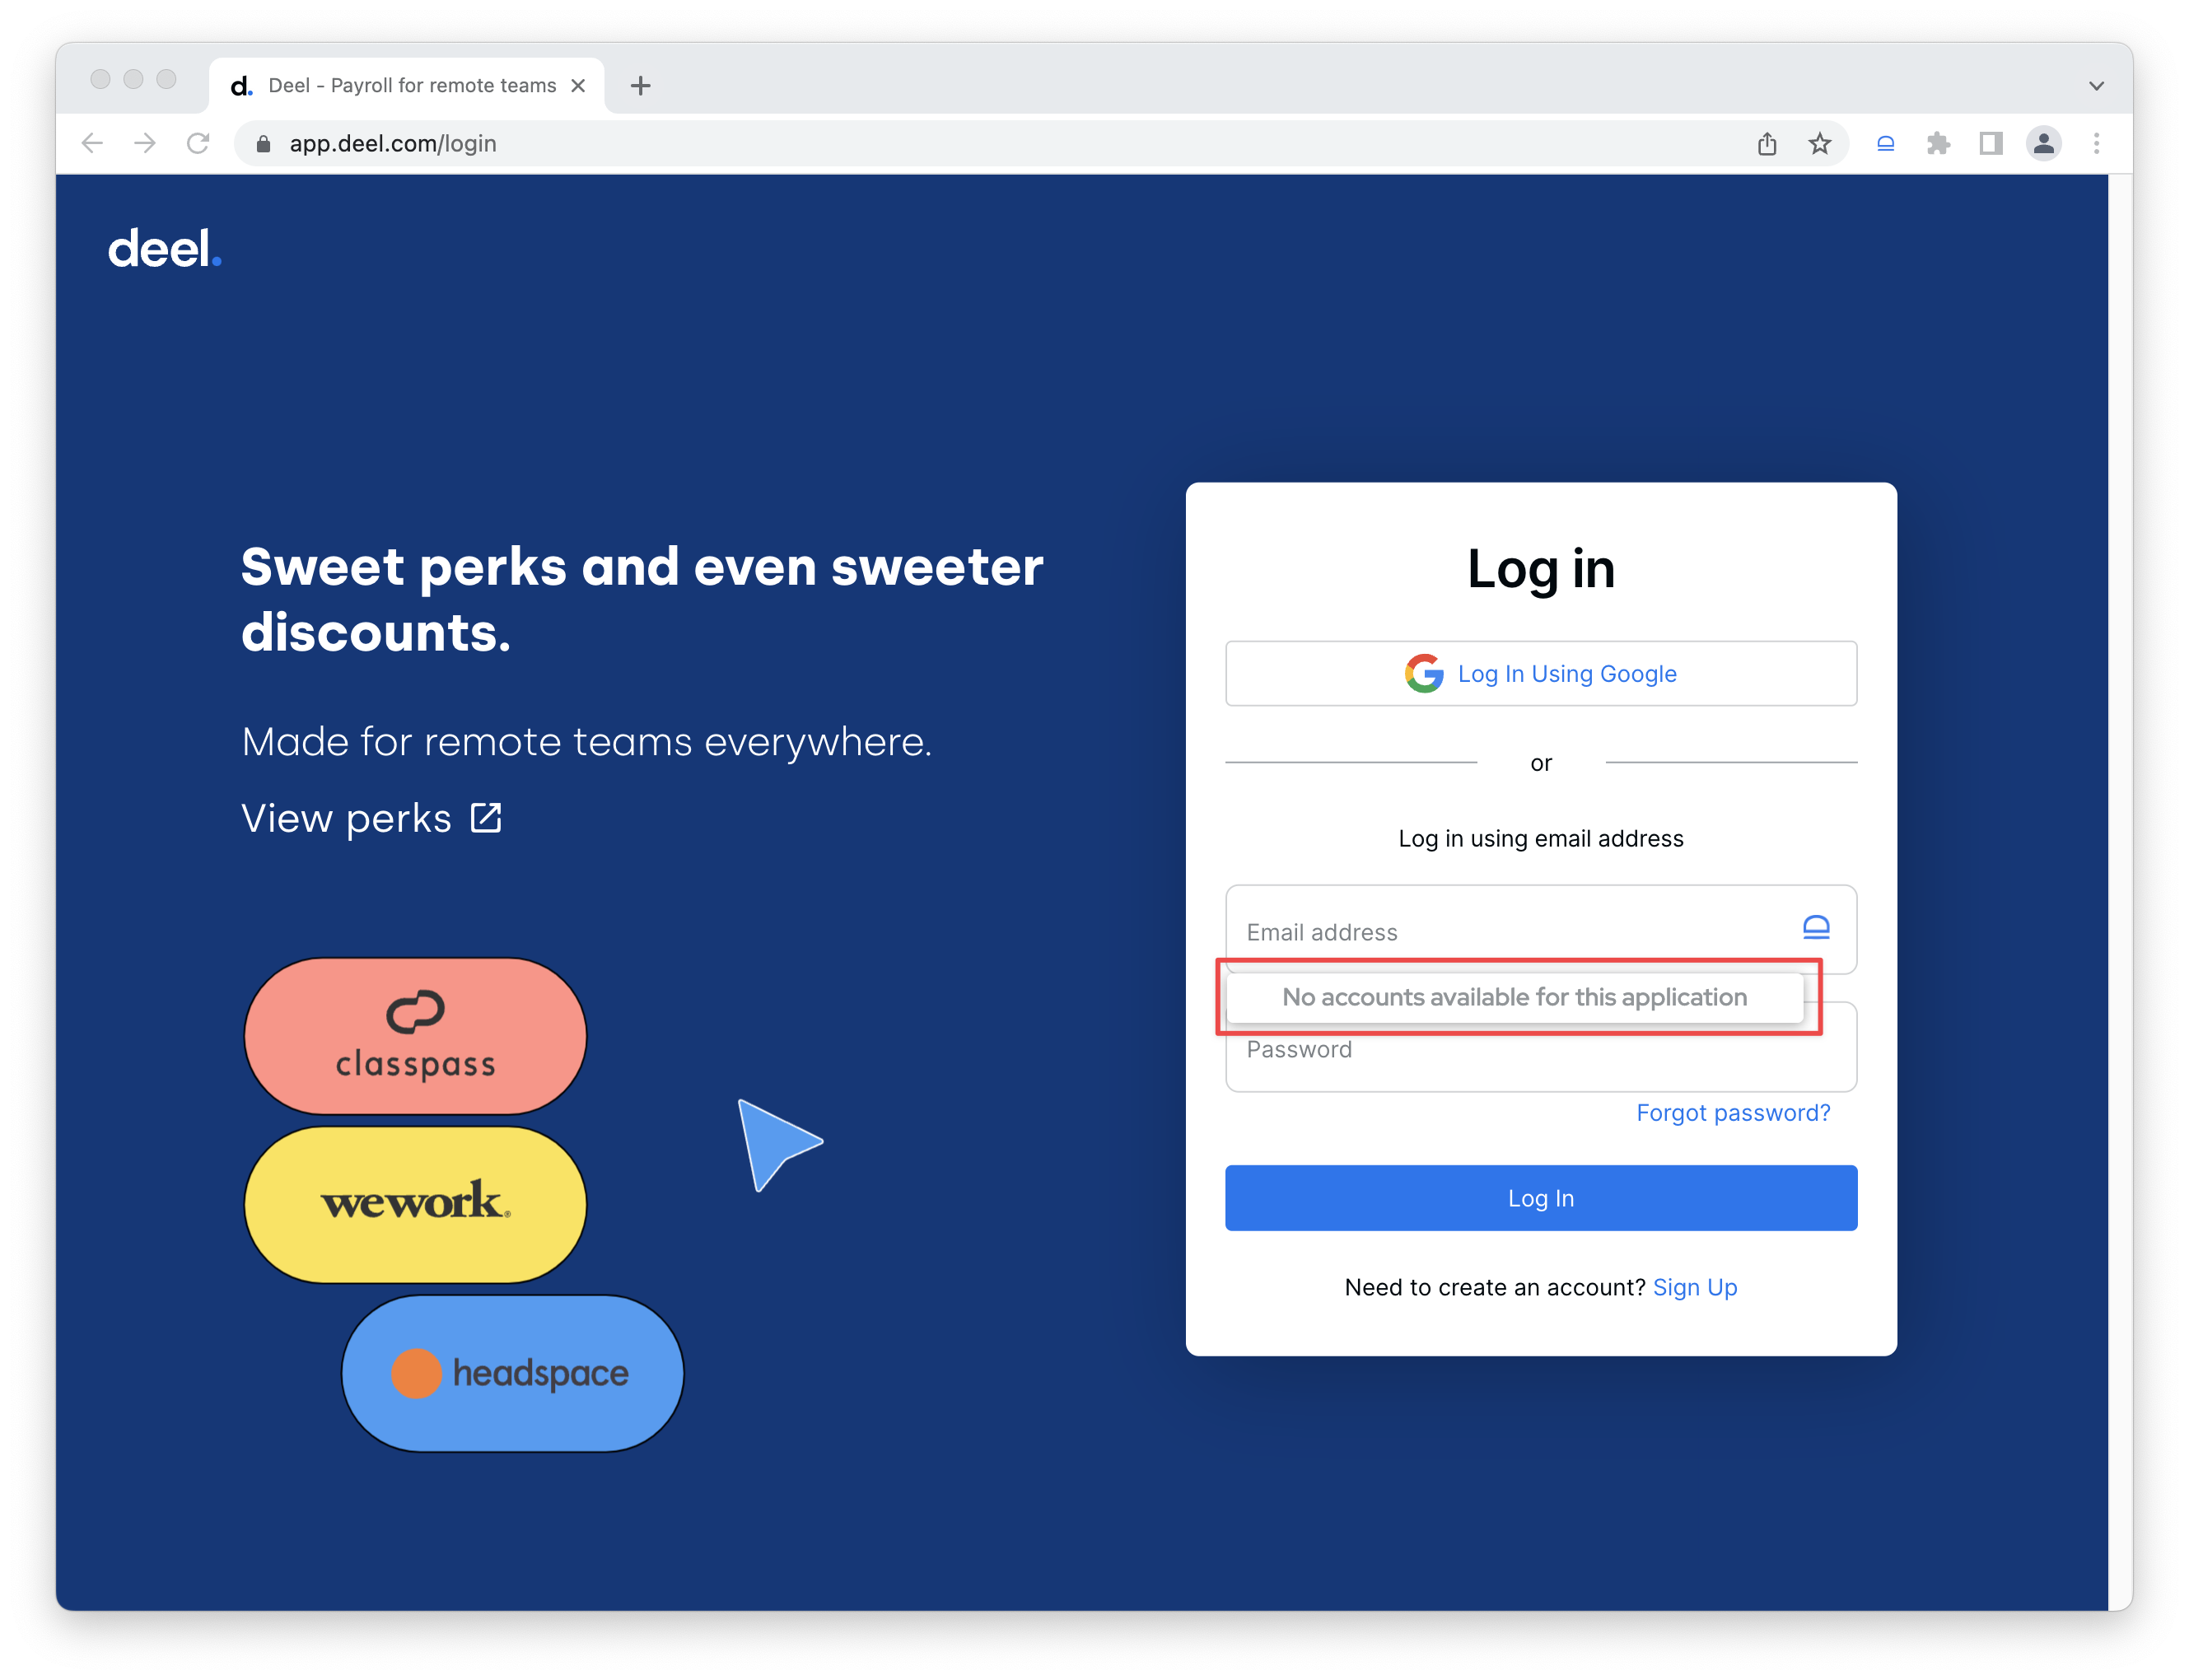 d. Deel - Payroll for remote teams
app.deel.com/login
deel.
Sweet perks and even sweeter
discounts.
Made for remote teams everywhere.
View perks
classpass
wework®
headspace
Log in
Log In Using Google
or
Log in using email address
Email address
No accounts available for this application
Password
Forgot password?
Log In
Need to create an account? Sign Up